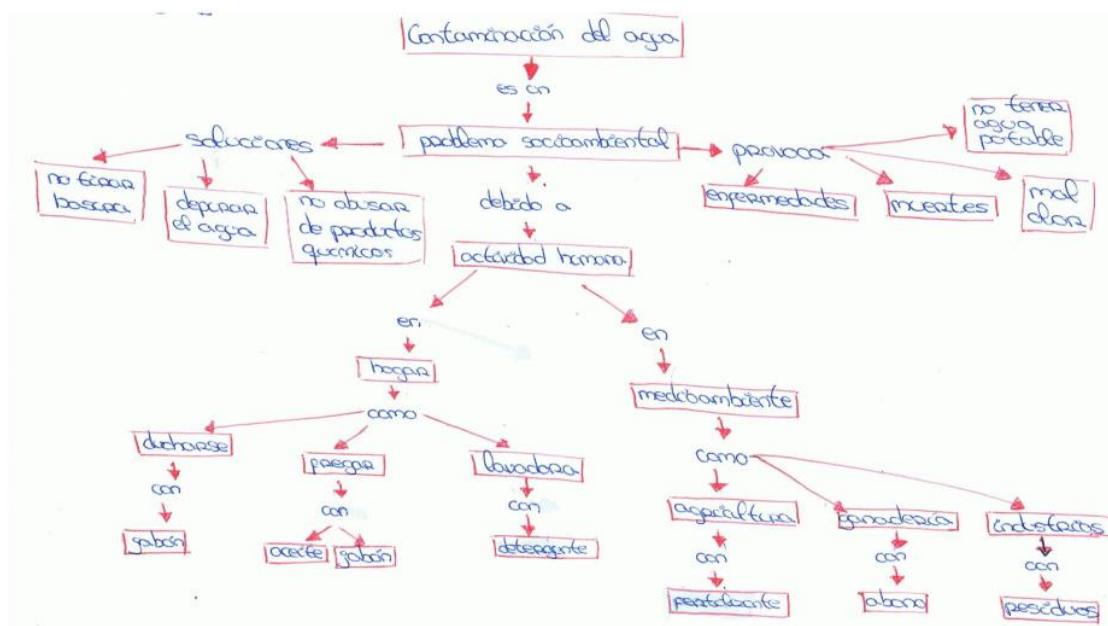 Contaminación del agua
es un
problema socioambiental
soluciones
provoca
no tener
agua
potable
no tirar
basura
depurar
el agua
no abusar
de productos
químicos
debido a
enfermedades
muertes
mal
olor
actividad humana
en
en
hogar
medioambiente
como
como
ducharse
fregar
lavadora
agricultura
ganadería
industrias
con
con
con
con
con
con
jabón
aceite
jabón
detergente
fertilizante
abono
residuos